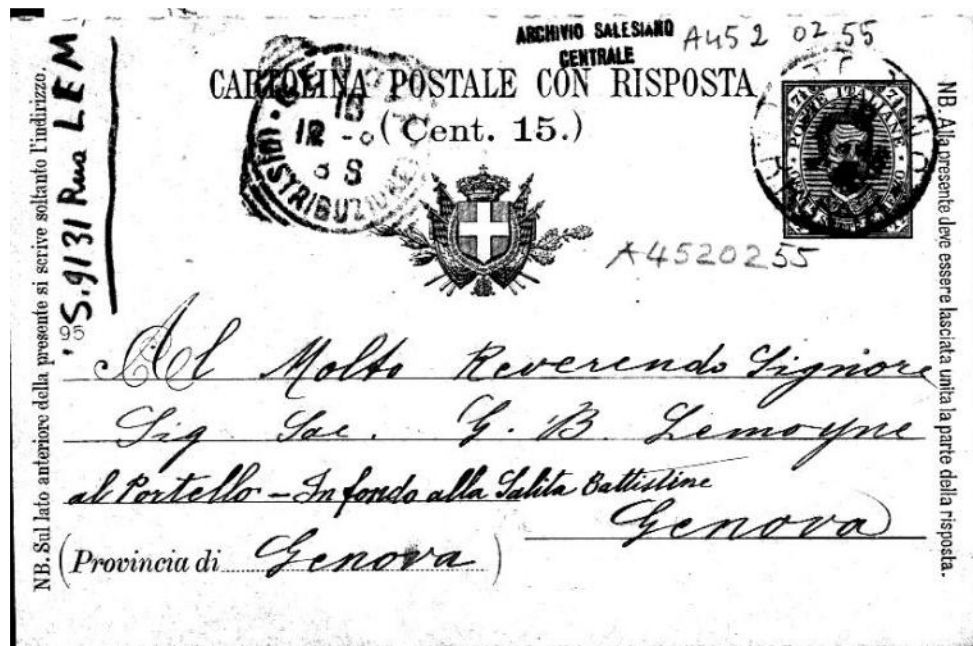 ARCHIVIO SALESIANO
CENTRALE
A452 02 55
CARTOLINA POSTALE CON RISPOSTA
(Cent. 15.)
DISTRIBUZIONE
POSTE ITALIANE
A4520255
NB. Sul lato anteriore della presente si scrive soltanto l'indirizzo.
S.9131 Rua LEM
95
Al Molto Reverendo Signore
Sig Sac. G. B. Lemoyne
al Portello - In fondo alla Salita Battistine
Genova
(Provincia di Genova)
NB. Alla presente deve essere lasciata unita la parte della risposta.